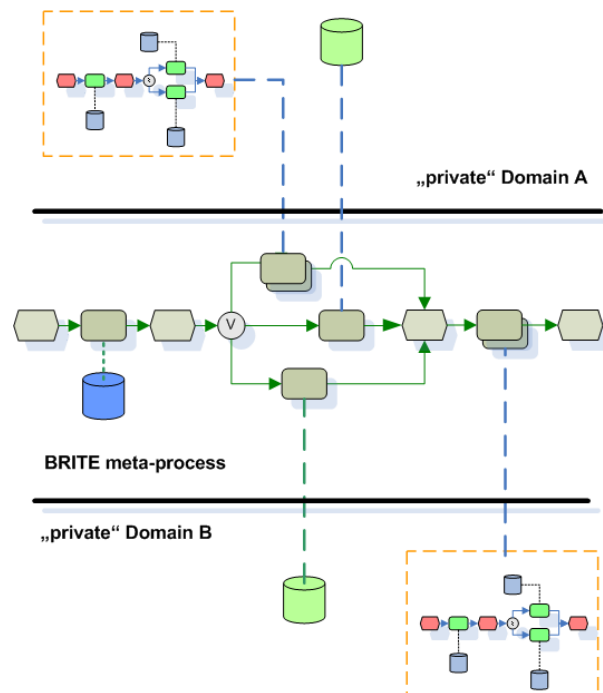 „private“ Domain A
V
BRITE meta-process
„private“ Domain B